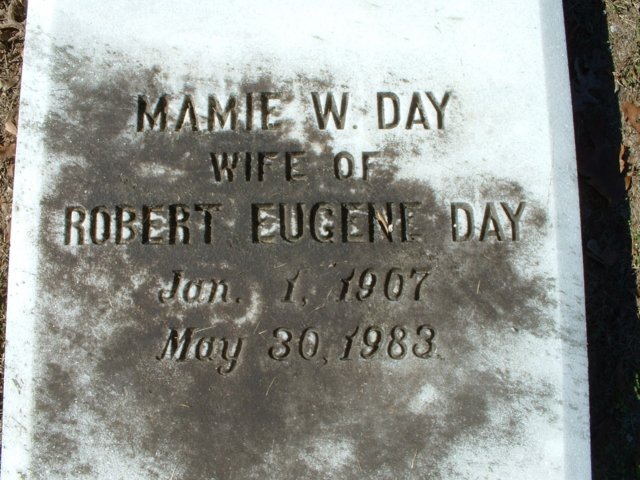 MAMIE W. DAY
WIFE OF
ROBERT EUGENE DAY
Jan. 1, 1907
May 30, 1983.